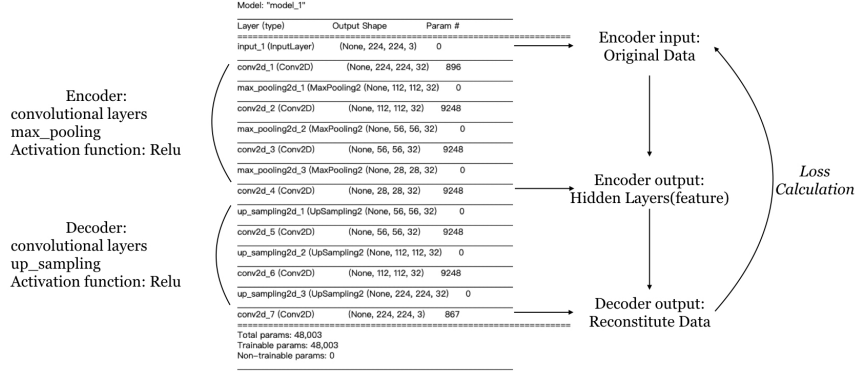 Model: "model_1"
Layer (type) Output Shape Param #
input_1 (InputLayer) (None, 224, 224, 3) 0
conv2d_1 (Conv2D) (None, 224, 224, 32) 896
max_pooling2d_1 (MaxPooling2 (None, 112, 112, 32) 0
conv2d_2 (Conv2D) (None, 112, 112, 32) 9248
max_pooling2d_2 (MaxPooling2 (None, 56, 56, 32) 0
conv2d_3 (Conv2D) (None, 56, 56, 32) 9248
max_pooling2d_3 (MaxPooling2 (None, 28, 28, 32) 0
conv2d_4 (Conv2D) (None, 28, 28, 32) 9248
up_sampling2d_1 (UpSampling2 (None, 56, 56, 32) 0
conv2d_5 (Conv2D) (None, 56, 56, 32) 9248
up_sampling2d_2 (UpSampling2 (None, 112, 112, 32) 0
conv2d_6 (Conv2D) (None, 112, 112, 32) 9248
up_sampling2d_3 (UpSampling2 (None, 224, 224, 32) 0
conv2d_7 (Conv2D) (None, 224, 224, 3) 867
Total params: 48,003
Trainable params: 48,003
Non-trainable params: 0
Encoder:
convolutional layers
max_pooling
Activation function: Relu
Decoder:
convolutional layers
up_sampling
Activation function: Relu
Encoder input:
Original Data
Encoder output:
Hidden Layers(feature)
Decoder output:
Reconstitute Data
Loss
Calculation